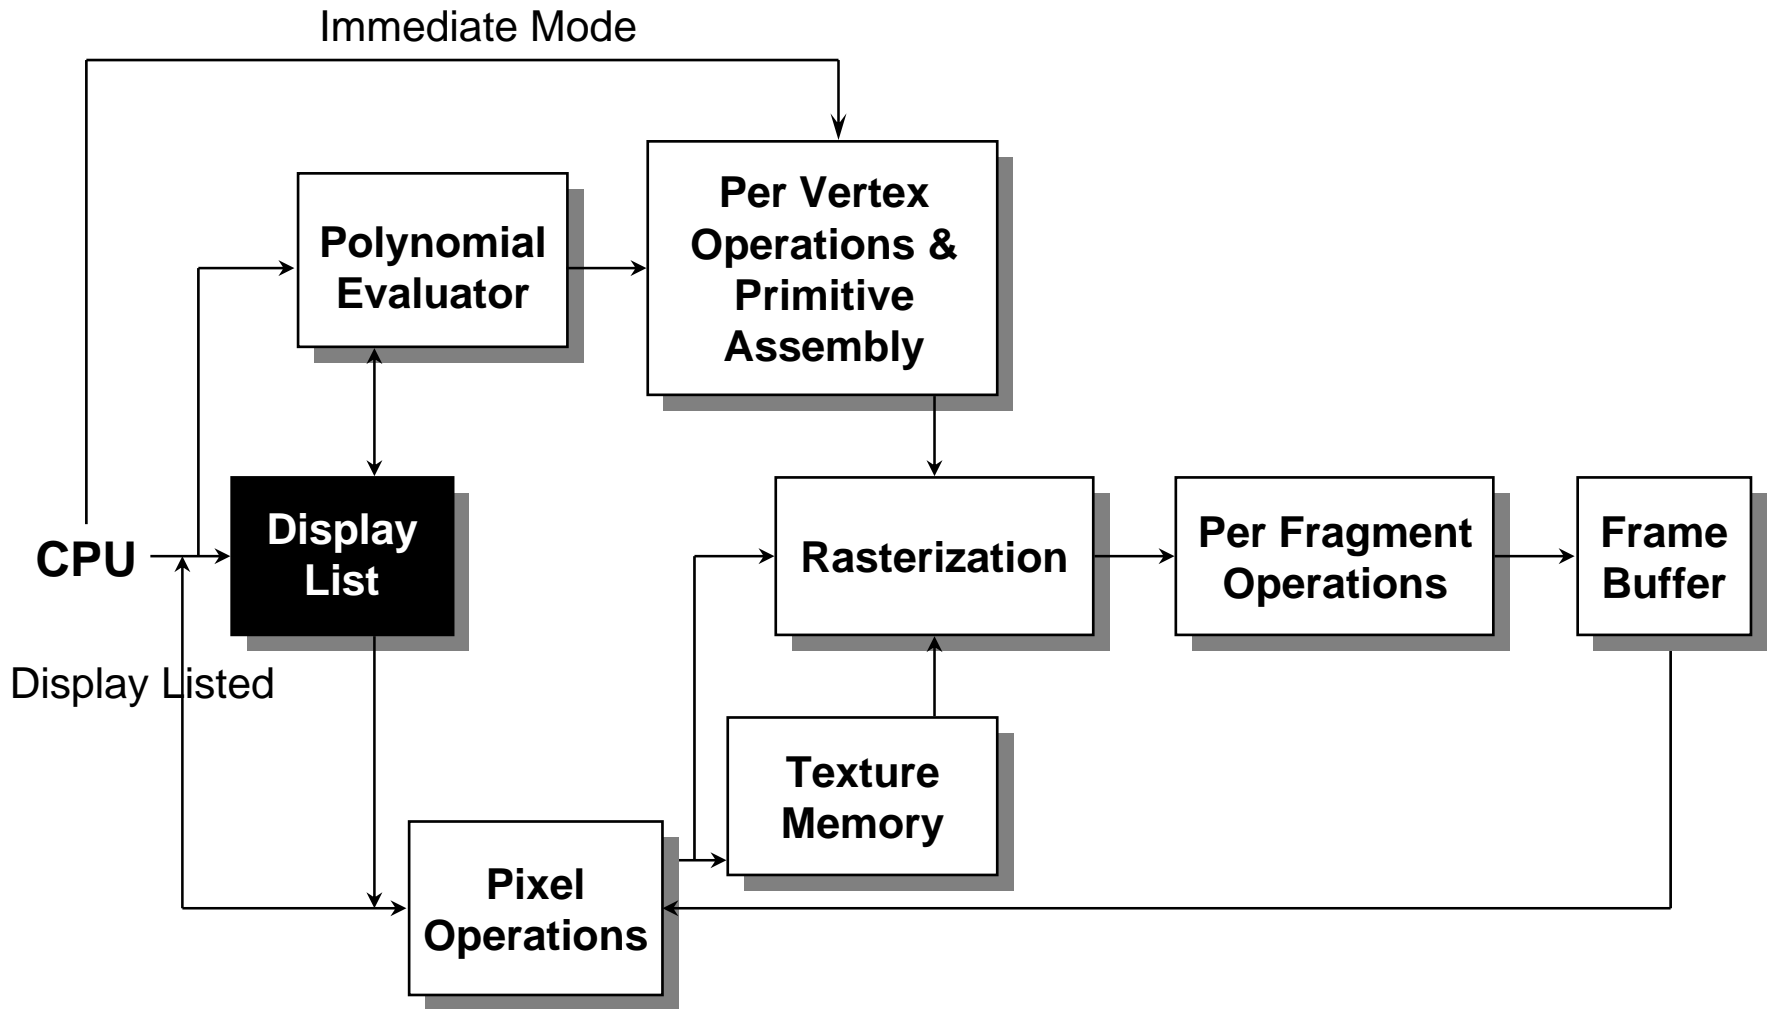 Immediate Mode
Polynomial
Evaluator
Per Vertex
Operations &
Primitive
Assembly
CPU
Display
List
Rasterization
Per Fragment
Operations
Frame
Buffer
Display Listed
Texture
Memory
Pixel
Operations